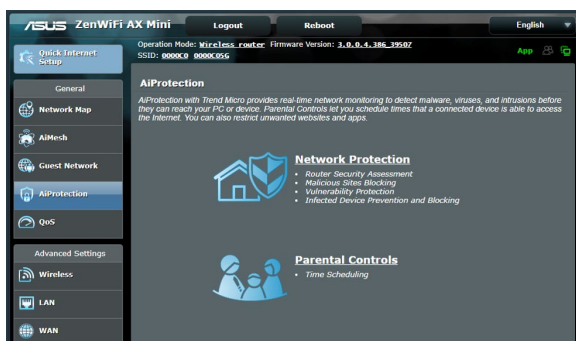 ASUS ZenWiFi AX Mini
Logout
Reboot
English
Operation Mode: Wireless router Firmware Version: 3.0.0.4.386_39507
SSID: 0000C0 0000C05G
App
Quick Internet
Setup
General
Network Map
AiMesh
Guest Network
AiProtection
QoS
Advanced Settings
Wireless
LAN
WAN
AiProtection
AiProtection with Trend Micro provides real-time network monitoring to detect malware, viruses, and intrusions before
they can reach your PC or device. Parental Controls let you schedule times that a connected device is able to access
the Internet. You can also restrict unwanted websites and apps.
Network Protection
• Router Security Assessment
• Malicious Sites Blocking
• Vulnerability Protection
• Infected Device Prevention and Blocking
Parental Controls
• Time Scheduling